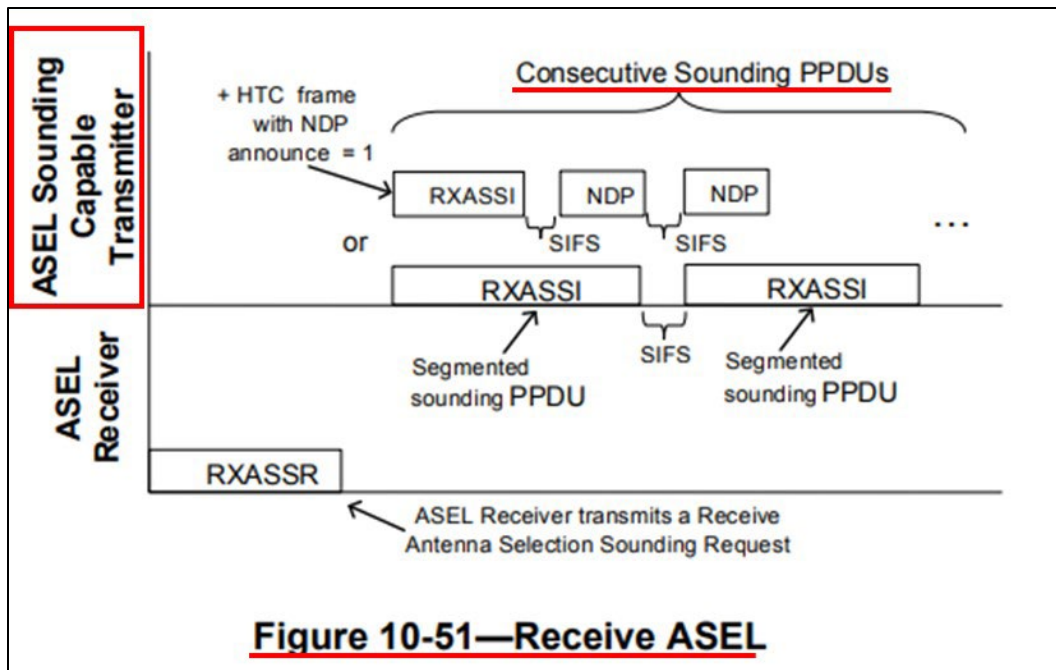 ASEL Sounding
Capable
Transmitter
Consecutive Sounding PPDUs
+ HTC frame
with NDP
announce = 1
RXASSI
NDP
NDP
SIFS
SIFS
...
or
RXASSI
RXASSI
SIFS
Segmented
sounding PPDU
Segmented
sounding PPDU
ASEL
Receiver
RXASSR
ASEL Receiver transmits a Receive
Antenna Selection Sounding Request
Figure 10-51—Receive ASEL